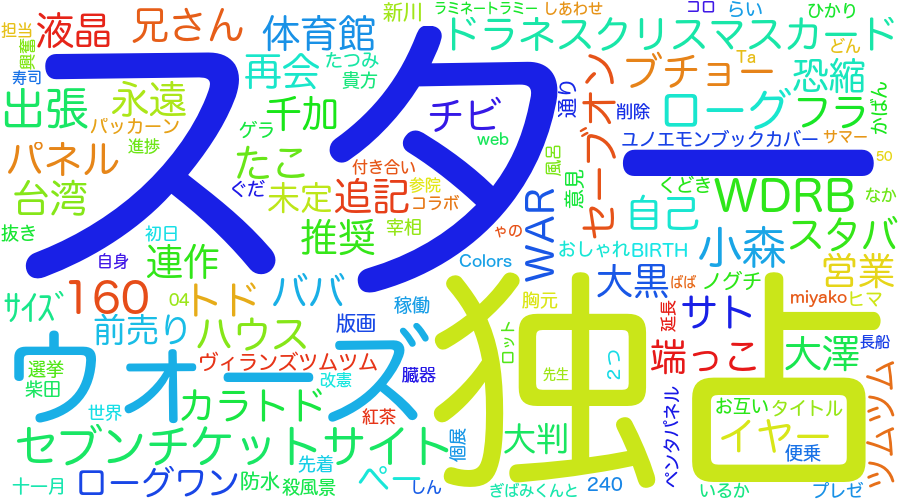 スター
独占
ウォーズ
担当
液晶
兄さん
体育館
新川
ラミネートラミー
しあわせ
コロ
らい
ひかり
興奮
寿司
再会
たつみ
貴方
ドラネスクリスマスカード
どん
ブチョー
Ta
恐縮
出張
永遠
千加
チビ
通り
セーブオン
ローグ
削除
フラ
かばん
パッカーン
ゲラ
web
ユノエモンブックカバー
サマー
進捗
パネル
たこ
付き合い
風呂
意見
50
台湾
ぐだ
未定
追記
参院
コラボ
くどき
WDRB
なか
抜き
初日
推奨
宰相
ゃの
WAR
自己
スタバ
自身
連作
Colors
おしゃれ
BIRTH
小森
営業
160
04
トド
ババ
稼働
胸元
大黒
ばば
ノグチ
miyako
ヒマ
サイズ
前売り
ハウス
版画
ロット
延長
サト
長船
選挙
柴田
ヴィランズツムツム
改憲
臓器
先生
2つ
端っこ
大澤
世界
カラトド
紅茶
ペンタパネル
お互い
タイトル
ツムツム
セブンチケットサイト
個展
大判
イヤー
便乗
十一月
ローグワン
防水
先着
殺風景
ペー
しん
ぎばみくんと
240
いるか
プレゼ